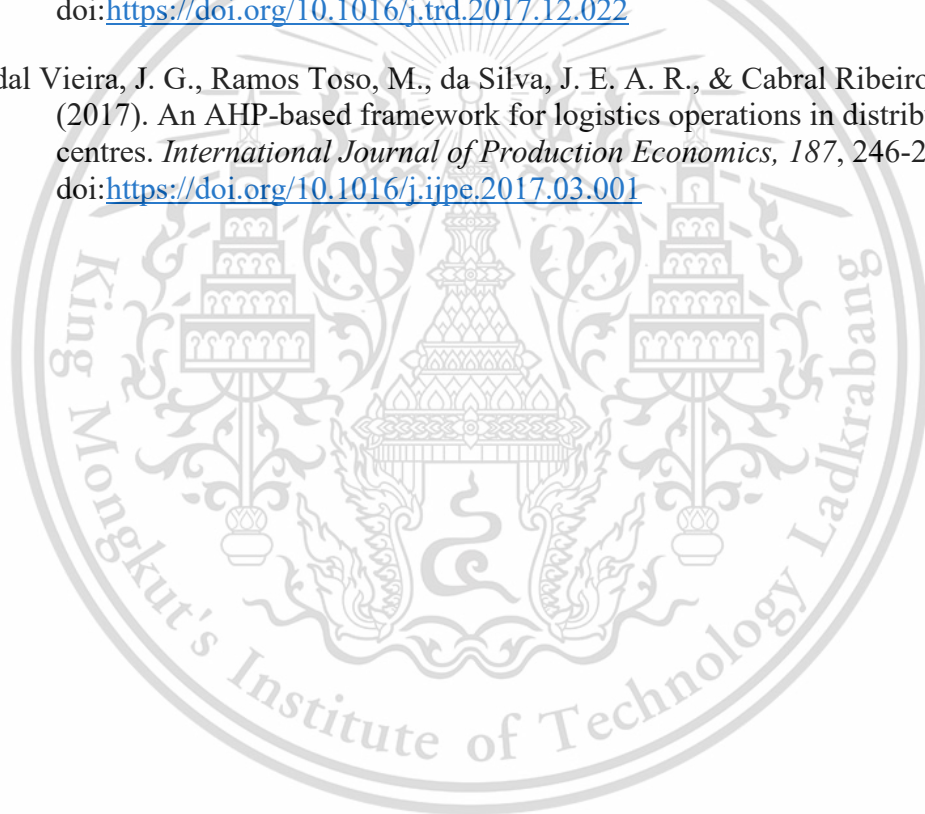 doi:https://doi.org/10.1016/j.trd.2017.12.022
dal Vieira, J. G., Ramos Toso, M., da Silva, J. E. A. R., & Cabral Ribeiro
(2017). An AHP-based framework for logistics operations in distribu
centres. International Journal of Production Economics, 187, 246-2
doi:https://doi.org/10.1016/j.ijpe.2017.03.001
King Mongkut's Institute of Technology Ladkrabang